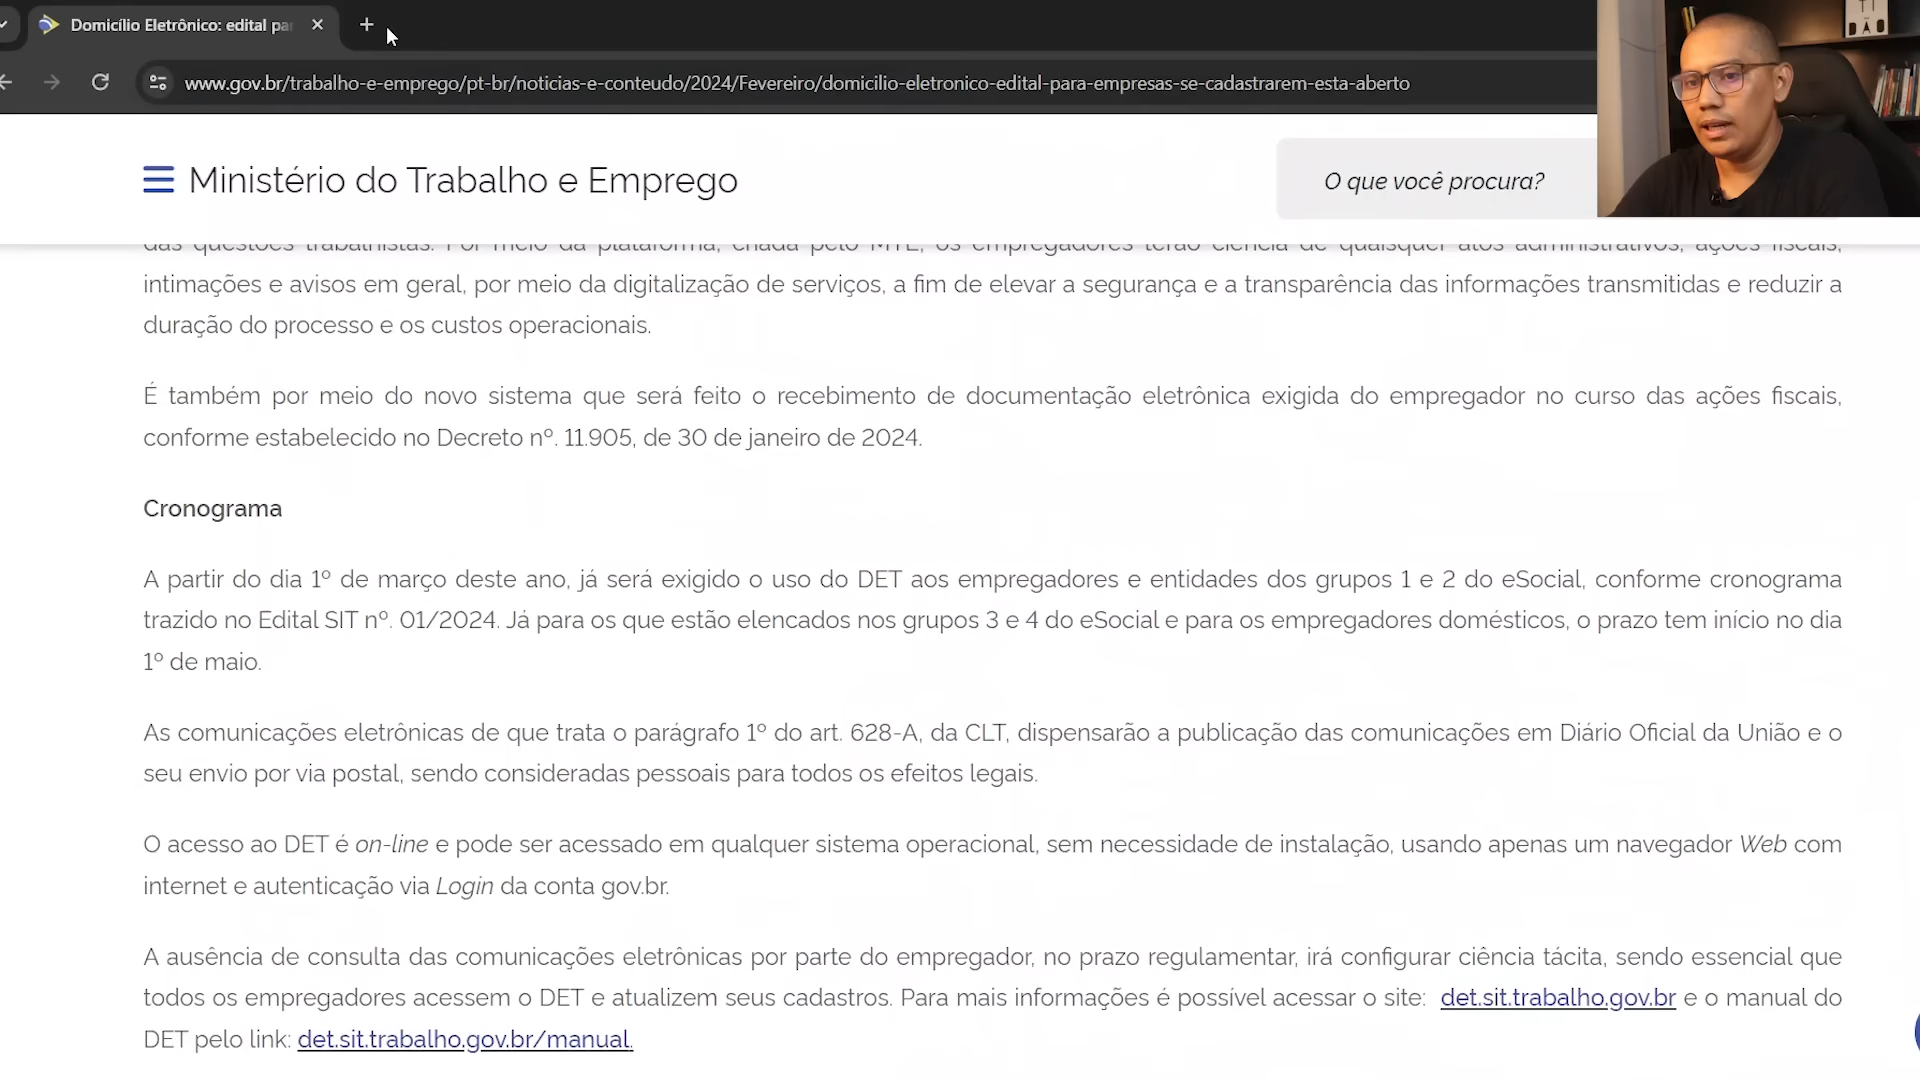 Domicílio Eletrônico: edital pa
www.gov.br/trabalho-e-emprego/pt-br/noticias-e-conteudo/2024/Fevereiro/domicilio-eletronico-edital-para-empresas-se-cadastrarem-esta-aberto
Ministério do Trabalho e Emprego
O que você procura?
das questões trabalhistas. Por meio da plataforma, criada pelo MTE, os empregadores terão ciência de quaisquer atos administrativos, ações fiscais,
intimações e avisos em geral, por meio da digitalização de serviços, a fim de elevar a segurança e a transparência das informações transmitidas e reduzir a
duração do processo e os custos operacionais.
É também por meio do novo sistema que será feito o recebimento de documentação eletrônica exigida do empregador no curso das ações fiscais,
conforme estabelecido no Decreto nº. 11.905, de 30 de janeiro de 2024.
Cronograma
A partir do dia 1º de março deste ano, já será exigido o uso do DET aos empregadores e entidades dos grupos 1 e 2 do eSocial, conforme cronograma
trazido no Edital SIT nº. 01/2024. Já para os que estão elencados nos grupos 3 e 4 do eSocial e para os empregadores domésticos, o prazo tem início no dia
1º de maio.
As comunicações eletrônicas de que trata o parágrafo 1º do art. 628-A, da CLT, dispensarão a publicação das comunicações em Diário Oficial da União e o
seu envio por via postal, sendo consideradas pessoais para todos os efeitos legais.
O acesso ao DET é on-line e pode ser acessado em qualquer sistema operacional, sem necessidade de instalação, usando apenas um navegador Web com
internet e autenticação via Login da conta gov.br.
A ausência de consulta das comunicações eletrônicas por parte do empregador, no prazo regulamentar, irá configurar ciência tácita, sendo essencial que
todos os empregadores acessem o DET e atualizem seus cadastros. Para mais informações é possível acessar o site: det.sit.trabalho.gov.br e o manual do
DET pelo link: det.sit.trabalho.gov.br/manual.